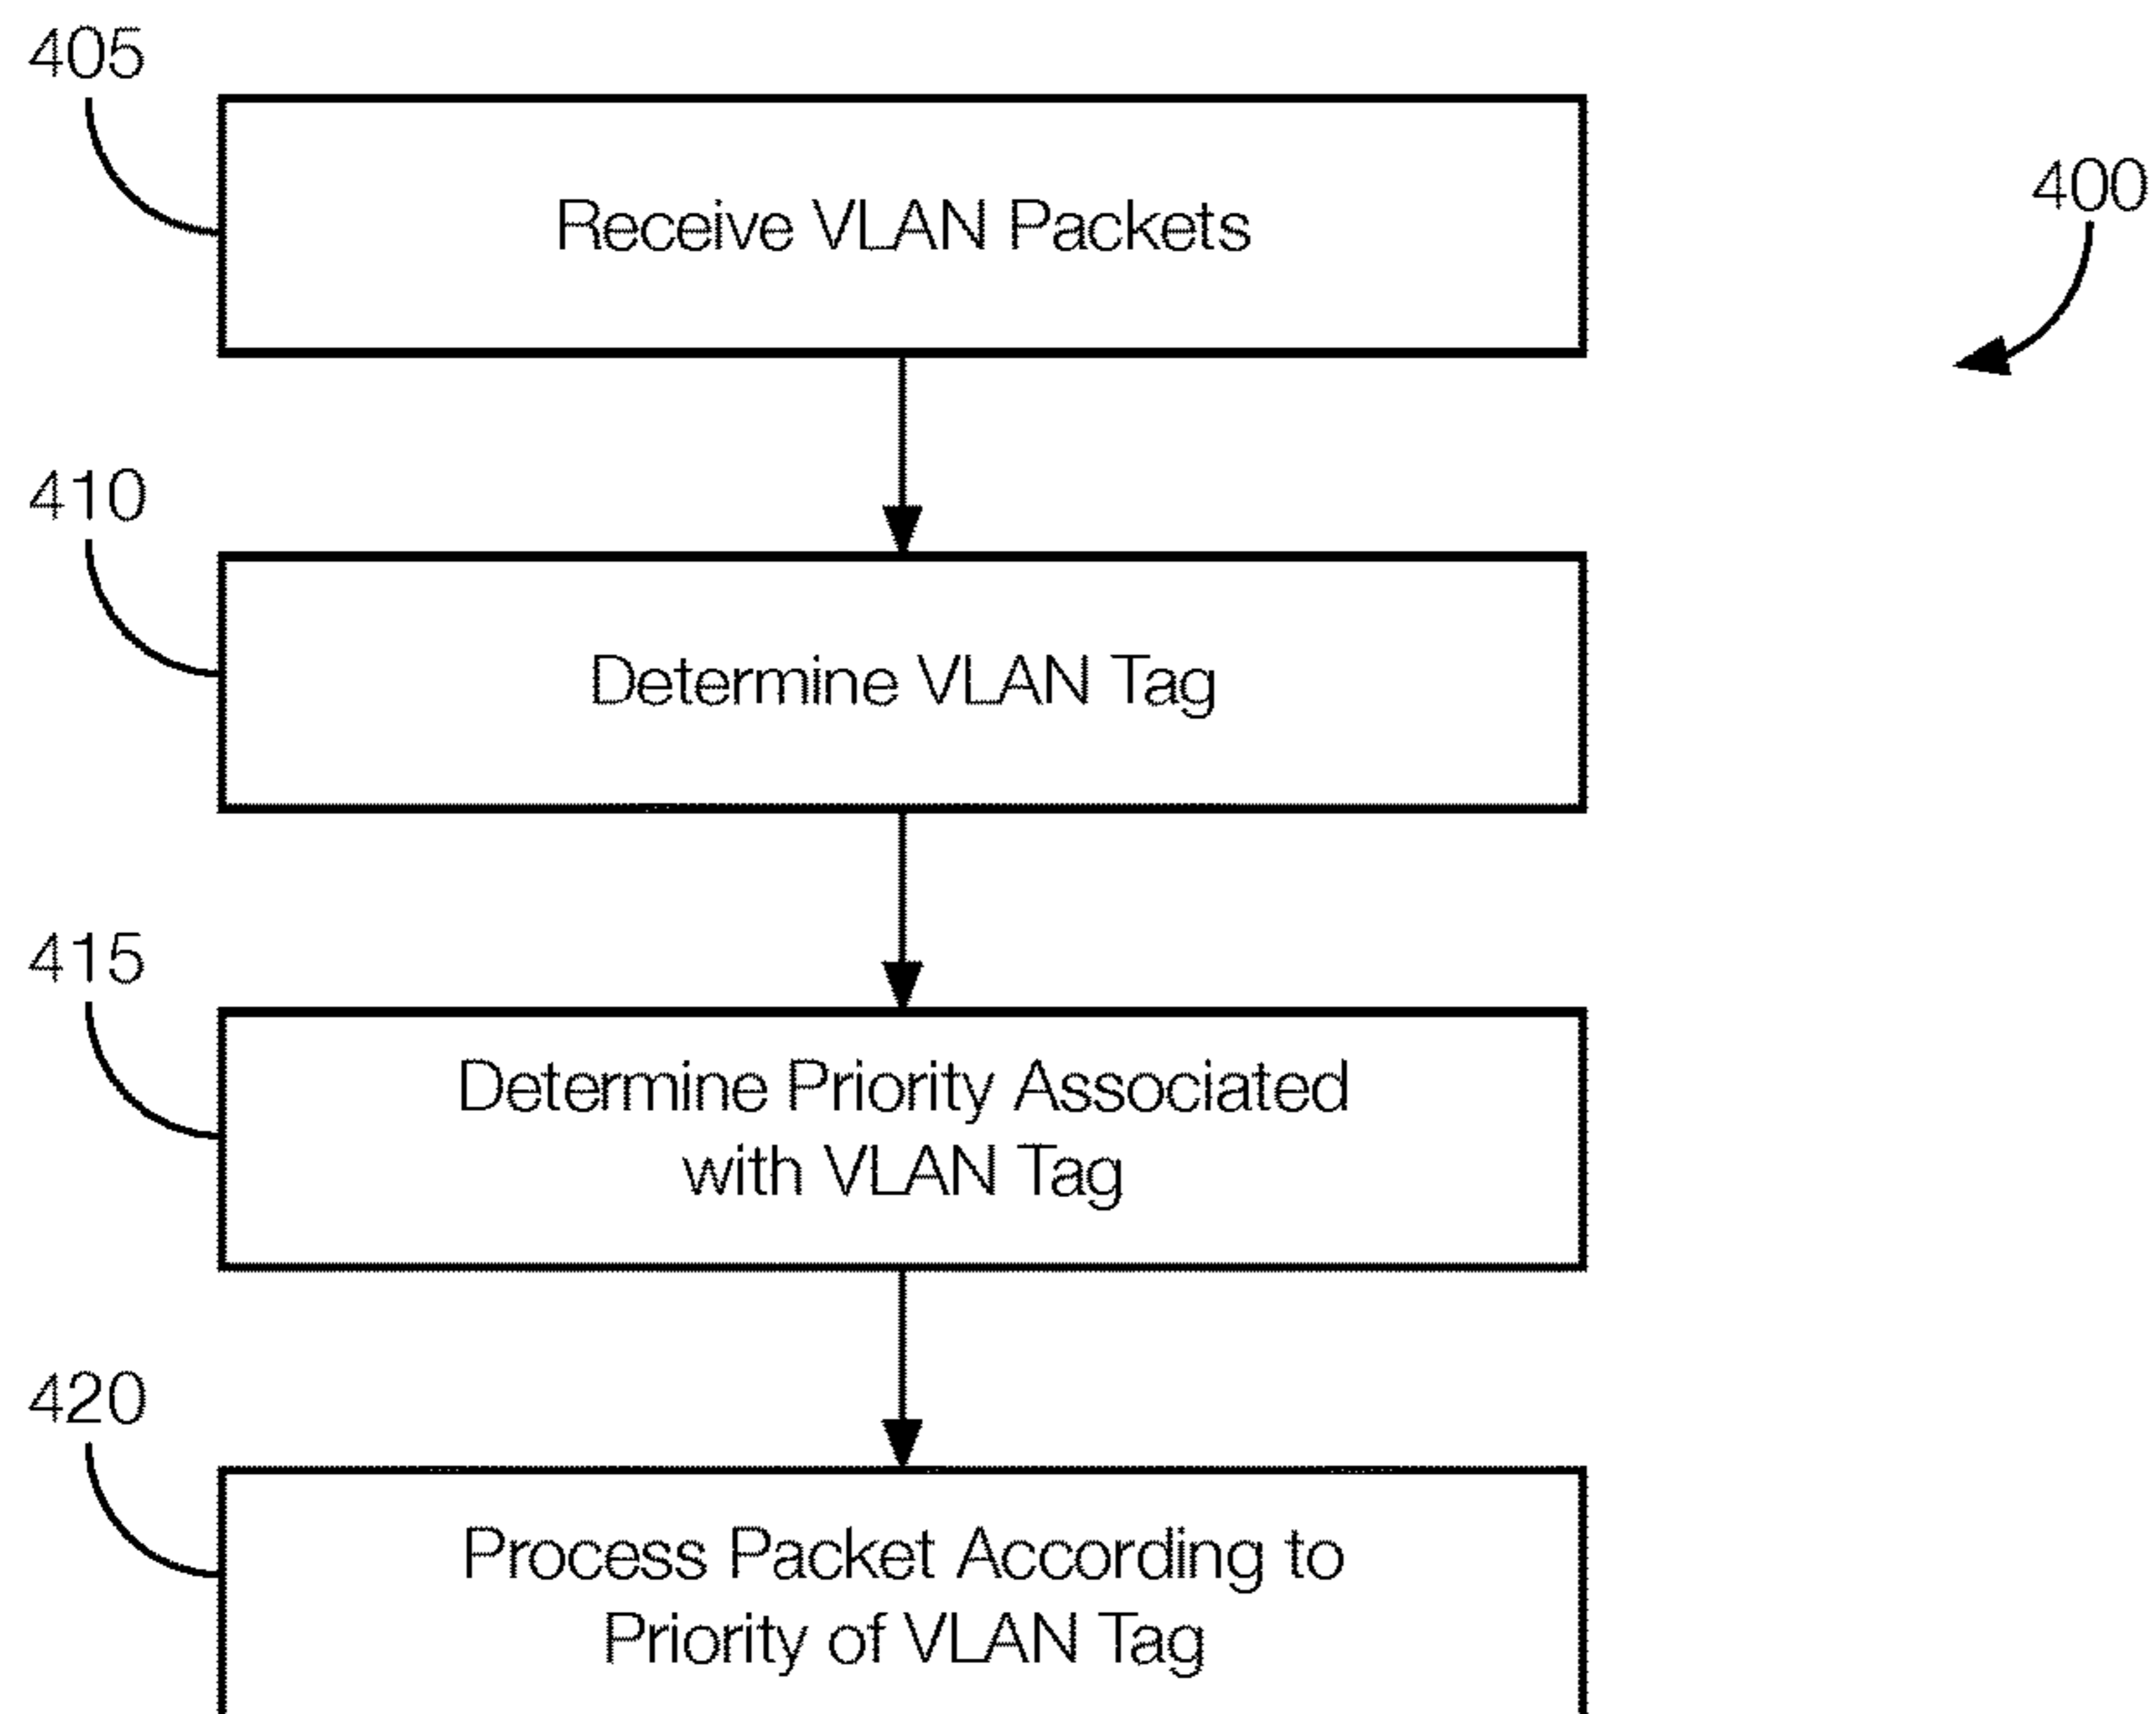 405
Receive VLAN Packets
400
410
Determine VLAN Tag
415
Determine Priority Associated
with VLAN Tag
420
Process Packet According to
Priority of VLAN Tag